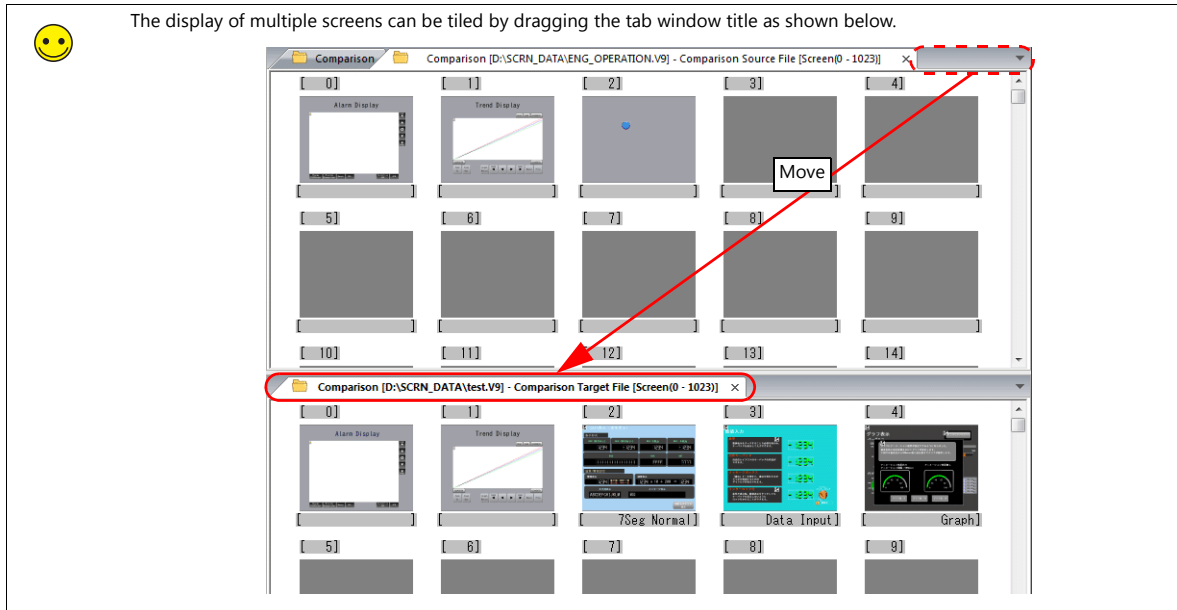 The display of multiple screens can be tiled by dragging the tab window title as shown below.
Comparison Comparison [D:\SCRN_DATA\ENG_OPERATION.V9] - Comparison Source File [Screen(0 - 1023)] ×
[ 0] [ 1] [ 2] [ 3] [ 4]
Alarm Display Trend Display
Move
[ ] [ ] [ ] [ ] [ ]
[ 5] [ 6] [ 7] [ 8] [ 9]
[ ] [ ] [ ] [ ] [ ]
[ 10] [ 11] [ 12] [ 13] [ 14]
Comparison [D:\SCRN_DATA\test.V9] - Comparison Target File [Screen(0 - 1023)] ×
[ 0] [ 1] [ 2] [ 3] [ 4]
Alarm Display Trend Display
[ ] [ ] [ 7Seg Normal] [ Data Input] [ Graph]
[ 5] [ 6] [ 7] [ 8] [ 9]